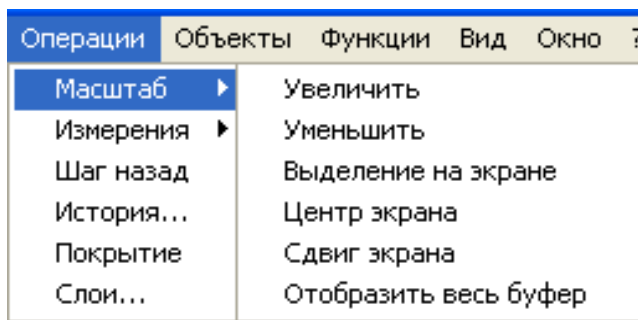 Операции Объекты Функции Вид Окно ?
Масштаб Увеличить
Измерения Уменьшить
Шаг назад Выделение на экране
История... Центр экрана
Покрытие Сдвиг экрана
Слои... Отобразить весь буфер